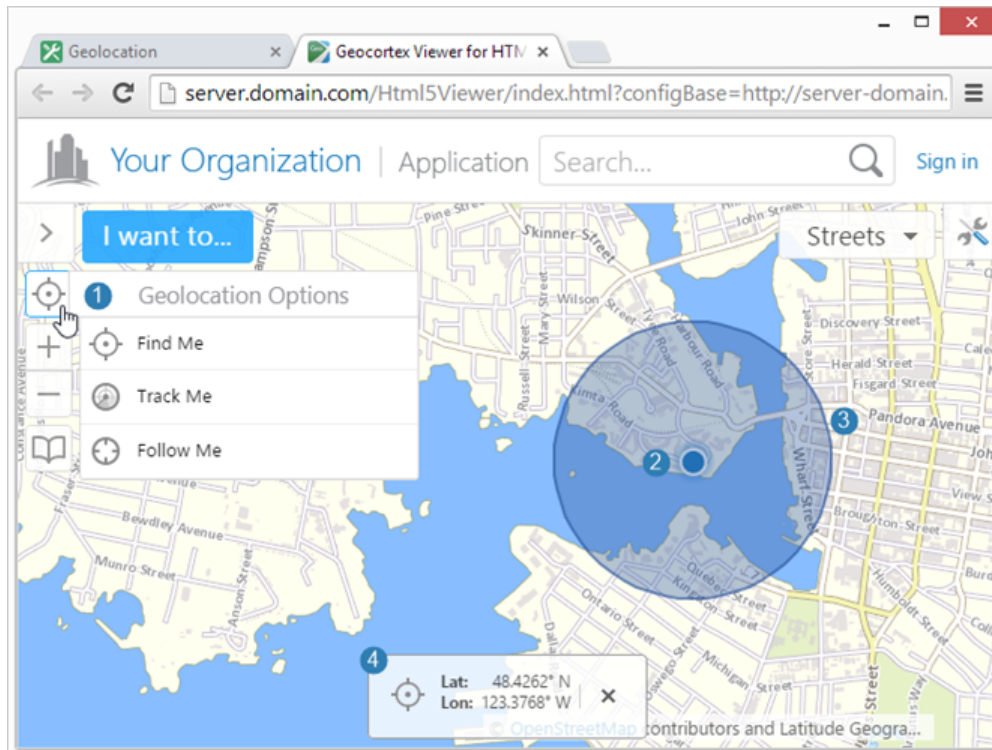 Geolocation
Geocortex Viewer for HTM
server.domain.com/Html5Viewer/index.html?configBase=http://server-domain.
Your Organization | Application
Search...
Sign in
I want to...
Streets
1 Geolocation Options
Find Me
Track Me
Follow Me
Pine Street
Skinner Street
John Street
Wilson Street
Mary Street
Russell Street
Tyee Road
Harbour Road
Kimta Road
Discovery Street
Store Street
Herald Street
Fisgard Street
3
Pandora Avenue
2
Wharf Street
View S
Broughton Street
Constance Avenue
Fraser Street
Bewdley Avenue
Munro Street
Anson Street
Quebec Street
Kingston Street
Ontario Street
Oswego Street
Michigan Street
Humboldt Street
Burd
Street
4
Lat: 48.4262° N
Lon: 123.3768° W
© OpenStreetMap contributors and Latitude Geogra...